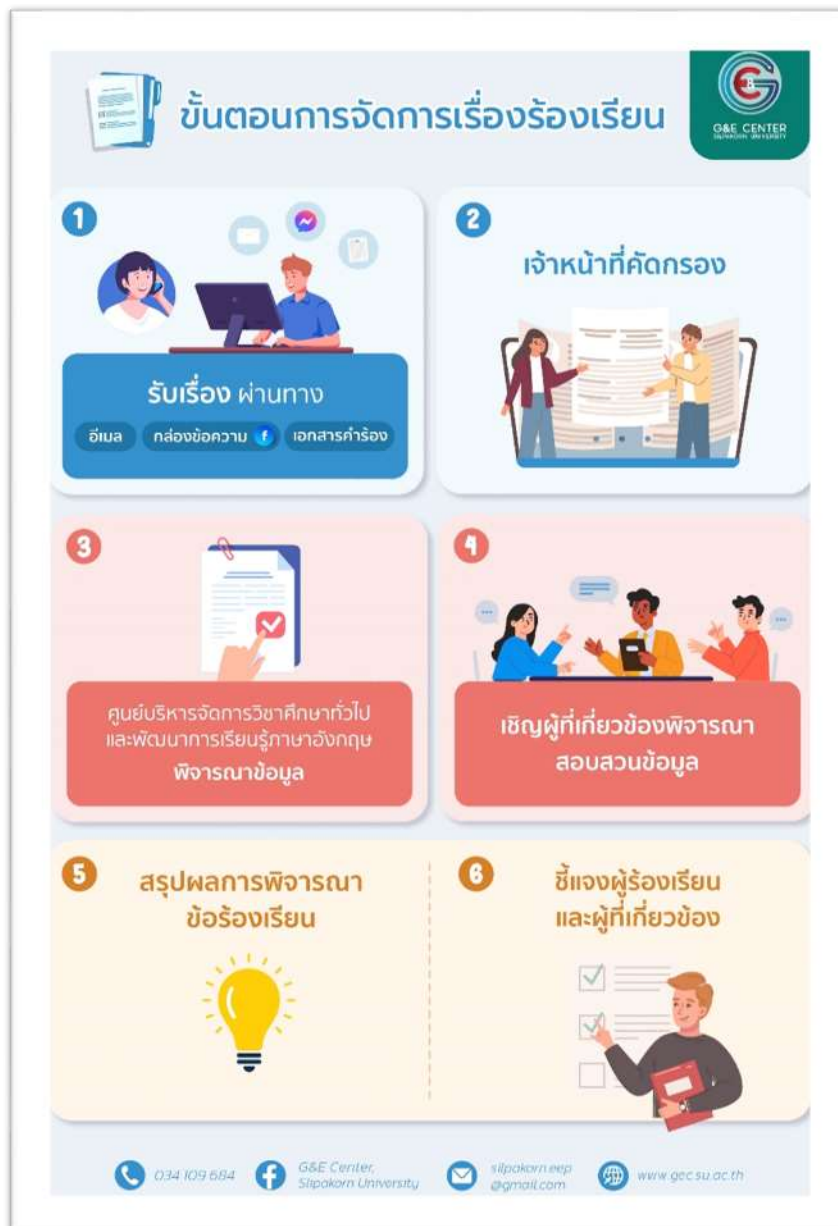 ขั้นตอนการจัดการเรื่องร้องเรียน
G&E CENTER
SILPAKORN UNIVERSITY
1
รับเรื่อง ผ่านทาง
อีเมล กล่องข้อความ เอกสารคำร้อง
2
เจ้าหน้าที่คัดกรอง
3
ศูนย์บริหารจัดการวิชาศึกษาทั่วไป
และพัฒนาการเรียนรู้ภาษาอังกฤษ
พิจารณาข้อมูล
4
เชิญผู้ที่เกี่ยวข้องพิจารณา
สอบสวนข้อมูล
5
สรุปผลการพิจารณา
ข้อร้องเรียน
6
ชี้แจงผู้ร้องเรียน
และผู้ที่เกี่ยวข้อง
034 109 684
G&E Center,
Silpakorn University
silpakorn.eep
@gmail.com
www.gec.su.ac.th